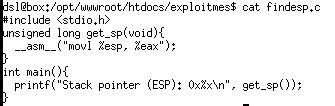 dsl@box:/opt/wwwroot/htdocs/exploitmes$ cat findesp.c
#include <stdio.h>
unsigned long get_sp(void){
  __asm__("movl %esp, %eax");
}
int main(){
  printf("Stack pointer (ESP): 0x%x\n", get_sp());
}